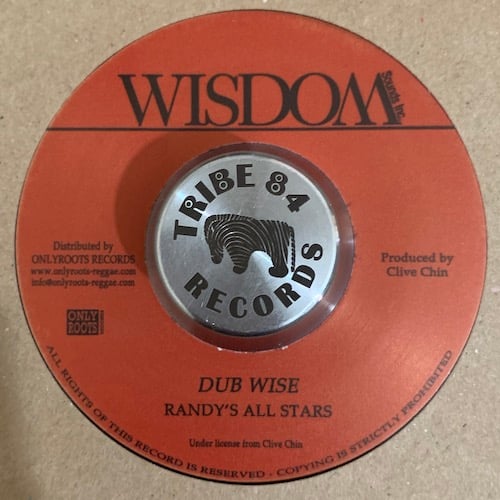 WISDOM
Sounds Inc.
TRIBE 84
RECORDS
Distributed by
ONLYROOTS RECORDS
www.onlyroots-reggae.com
info@onlyroots-reggae.com
Produced by
Clive Chin
ONLY
ROOTS
DUB WISE
RANDY'S ALL STARS
Under license from Clive Chin
ALL RIGHTS OF THIS RECORD IS RESERVED - COPYING IS STRICTLY PROHIBITED